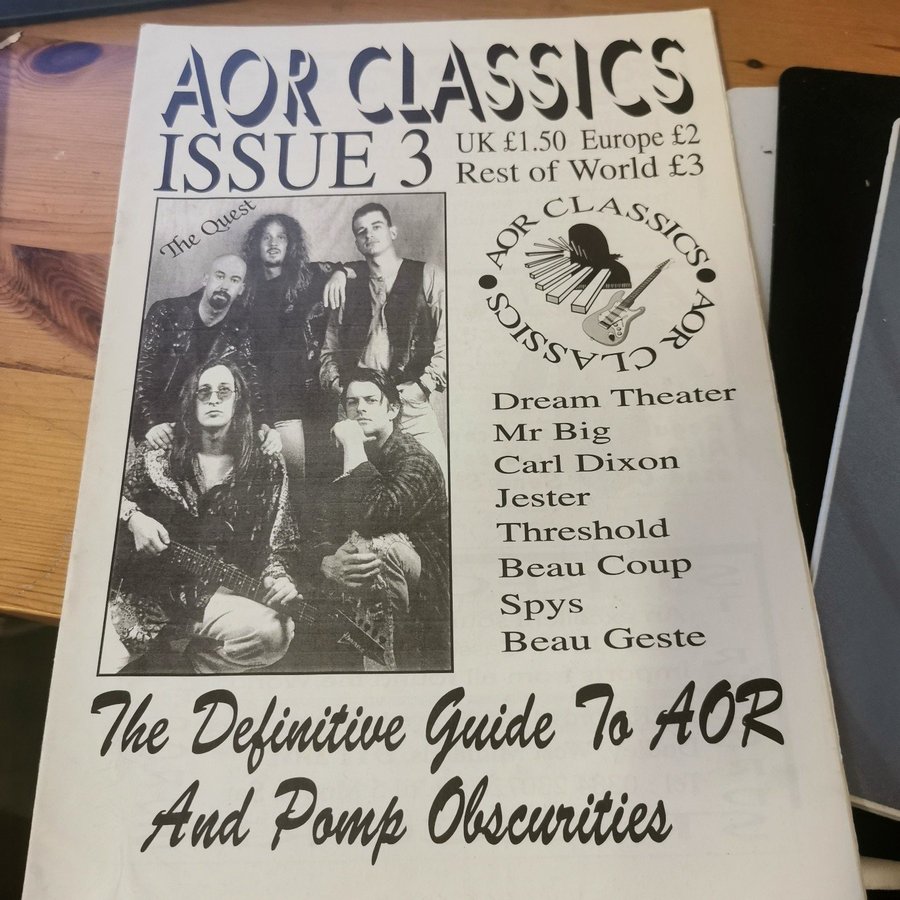 AOR CLASSICS
ISSUE 3
UK £1.50 Europe £2
Rest of World £3
The Quest
AOR CLASSICS
AOR CLASSICS
Dream Theater
Mr Big
Carl Dixon
Jester
Threshold
Beau Coup
Spys
Beau Geste
The Definitive Guide To AOR
And Pomp Obscurities